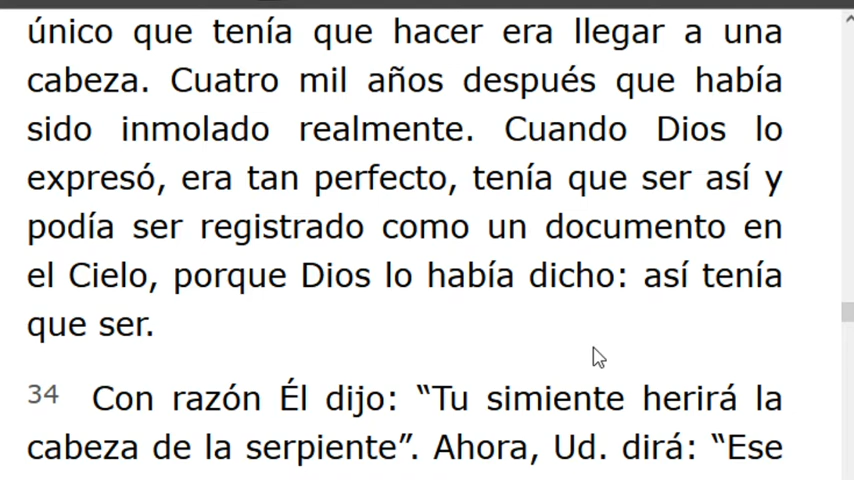 único que tenía que hacer era llegar a una
cabeza. Cuatro mil años después que había
sido inmolado realmente. Cuando Dios lo
expresó, era tan perfecto, tenía que ser así y
podía ser registrado como un documento en
el Cielo, porque Dios lo había dicho: así tenía
que ser.
34 Con razón Él dijo: “Tu simiente herirá la
cabeza de la serpiente”. Ahora, Ud. dirá: “Ese